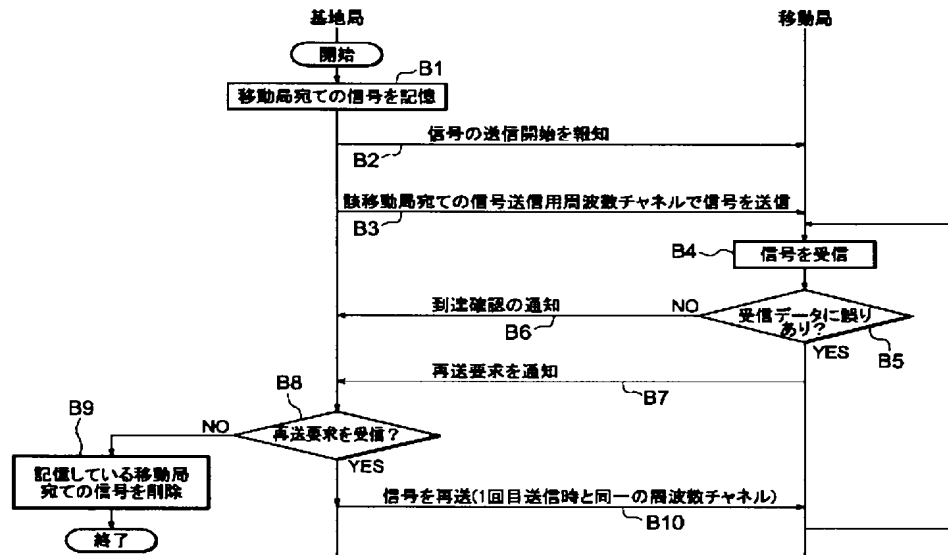 基地局
移動局
開始
B1
移動局宛ての信号を記憶
信号の送信開始を報知
B2
該移動局宛ての信号送信用周波数チャネルで信号を送信
B3
B4
信号を受信
到達確認の通知
NO
B6
受信データに誤り
あり?
B5
YES
再送要求を通知
B7
B8
B9
NO
再送要求を受信?
YES
記憶している移動局
宛ての信号を削除
信号を再送(1回目送信時と同一の周波数チャネル)
B10
終了